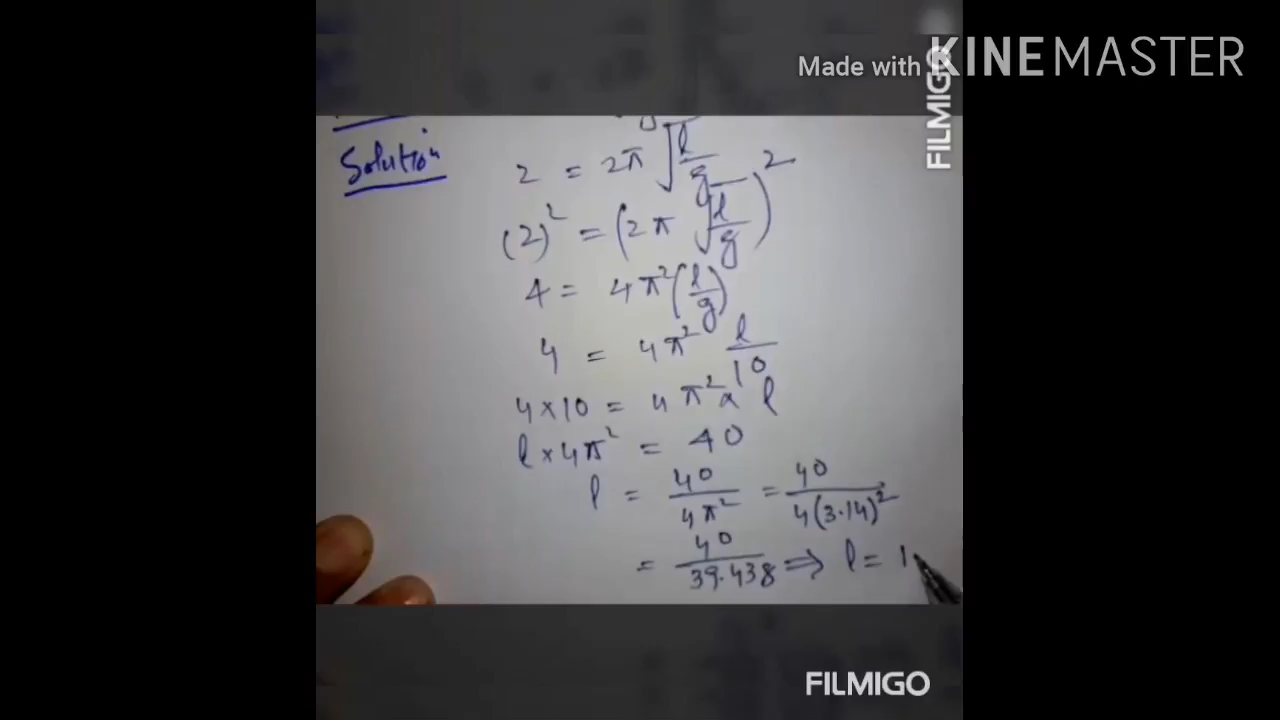 Made with KINEMASTER
FILMIGO
Solution
2 = 2π √(l/g)
(2)² = (2π √(l/g))²
4 = 4π² (l/g)
4 = 4π² l/10
4×10 = 4π² × l
l × 4π² = 40
l = 40/4π² = 40/4(3.14)²
= 40/39.438 ⇒ l = 1
FILMIGO